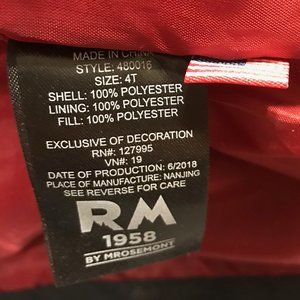 MADE IN CHINA
STYLE: 480016
SIZE: 4T
SHELL: 100% POLYESTER
LINING: 100% POLYESTER
FILL: 100% POLYESTER
EXCLUSIVE OF DECORATION
RN#: 127995
VN#: 19
DATE OF PRODUCTION: 6/2018
PLACE OF MANUFACTURE: NANJING
SEE REVERSE FOR CARE
RM
1958
BY MROSEMONT